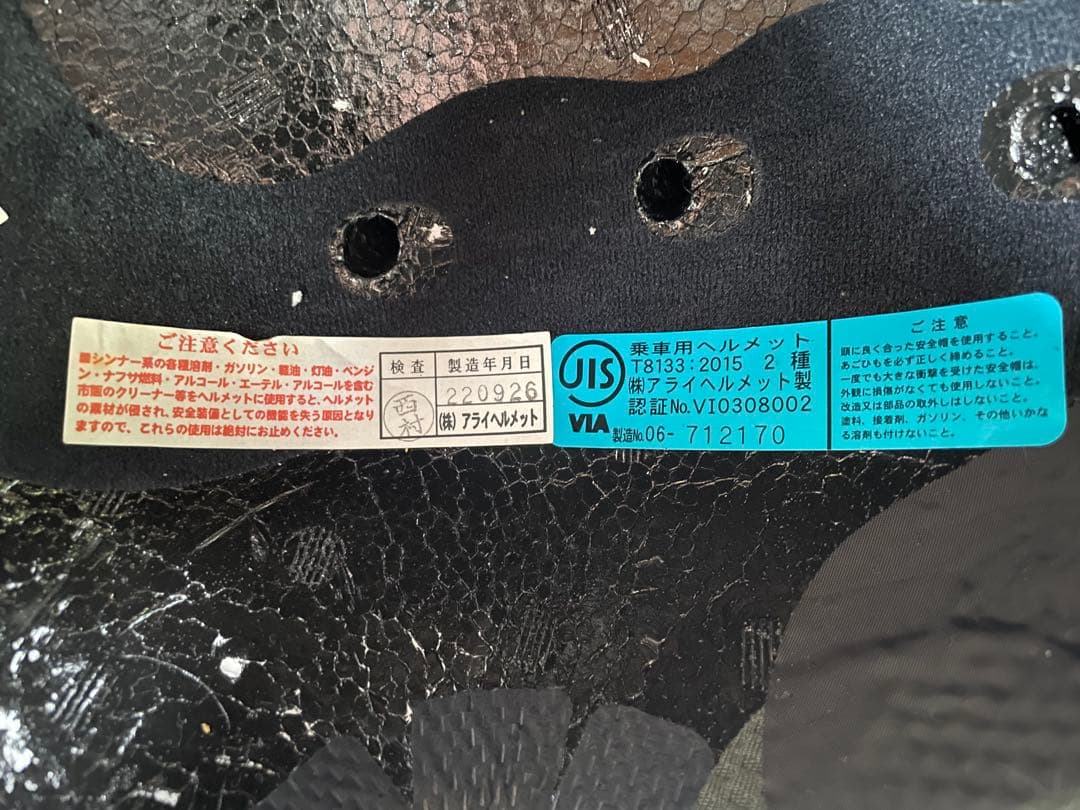 ご注意ください
■シンナー系の各種溶剤・ガソリン・軽油・灯油・ベンジ
ン・ナフサ燃料・アルコール・エーテル・アルコールを含む
市販のクリーナー等をヘルメットに使用すると、ヘルメット
の素材が侵され、安全装備としての機能を失う原因となり
ますので、これらの使用は絶対にお止めください。
検査
製造年月日
西村
220926
(株)アライヘルメット
JIS
VIA
乗車用ヘルメット
T8133:2015 2種
㈱アライヘルメット製
認証No.VI0308002
製造No.06- 712170
ご注意
頭に良く合った安全帽を使用すること。
あごひもを必ず正しく締めること。
一度でも大きな衝撃を受けた安全帽は、
外観に損傷がなくても使用しないこと。
改造又は部品の取外しはしないこと。
塗料、接着剤、ガソリン、その他いかな
る溶剤も付けないこと。